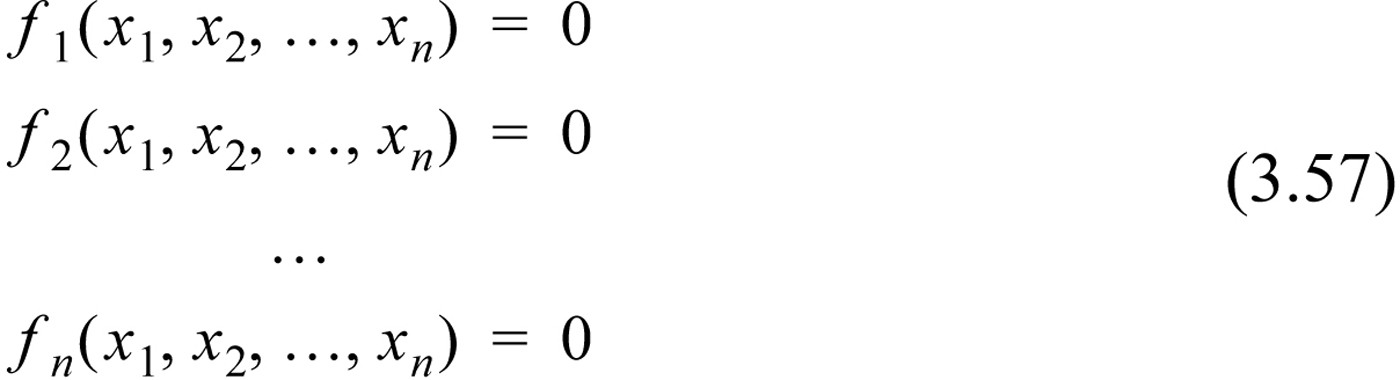 f₁(x₁, x₂, …, xₙ) = 0
f₂(x₁, x₂, …, xₙ) = 0
(3.57)
…
fₙ(x₁, x₂, …, xₙ) = 0